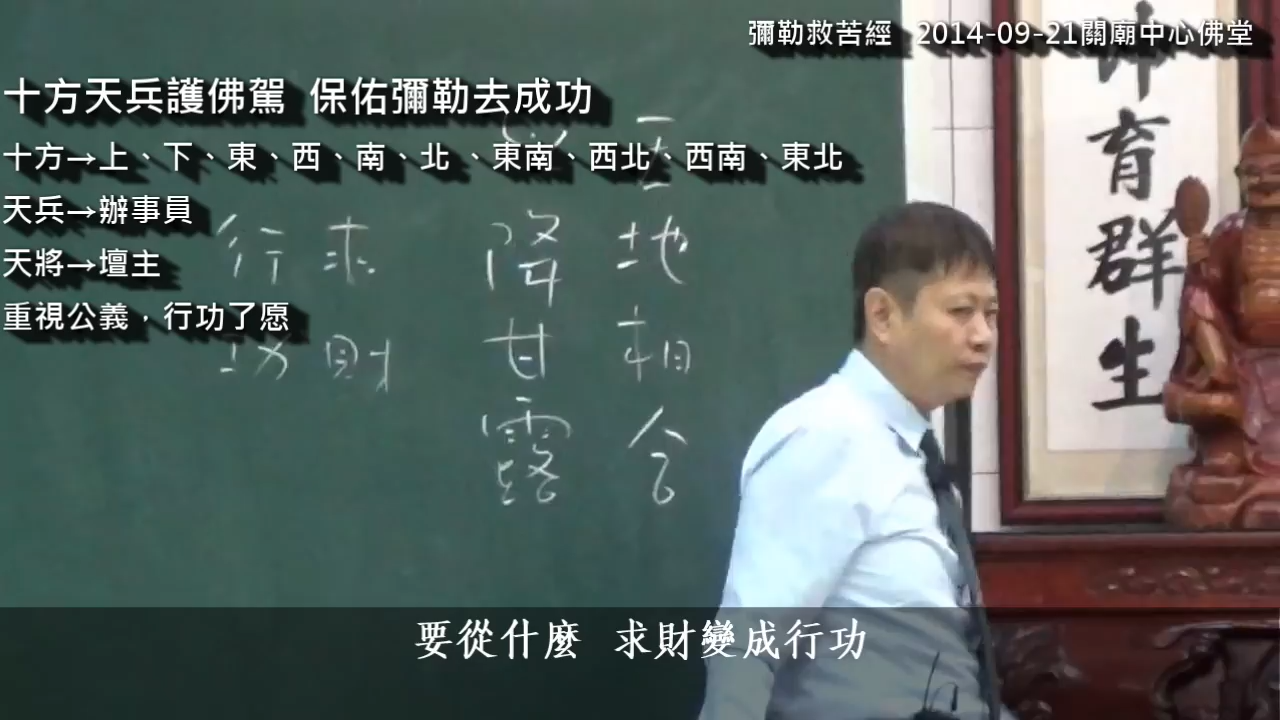 彌勒救苦經 2014-09-21關廟中心佛堂
十方天兵護佛駕 保佑彌勒去成功
十方→上、下、東、西、南、北、東南、西北、西南、東北
天兵→辦事員
天將→壇主
重視公義，行功了愿
地相合
降甘露
求財
行功
育群生
要從什麼 求財變成行功